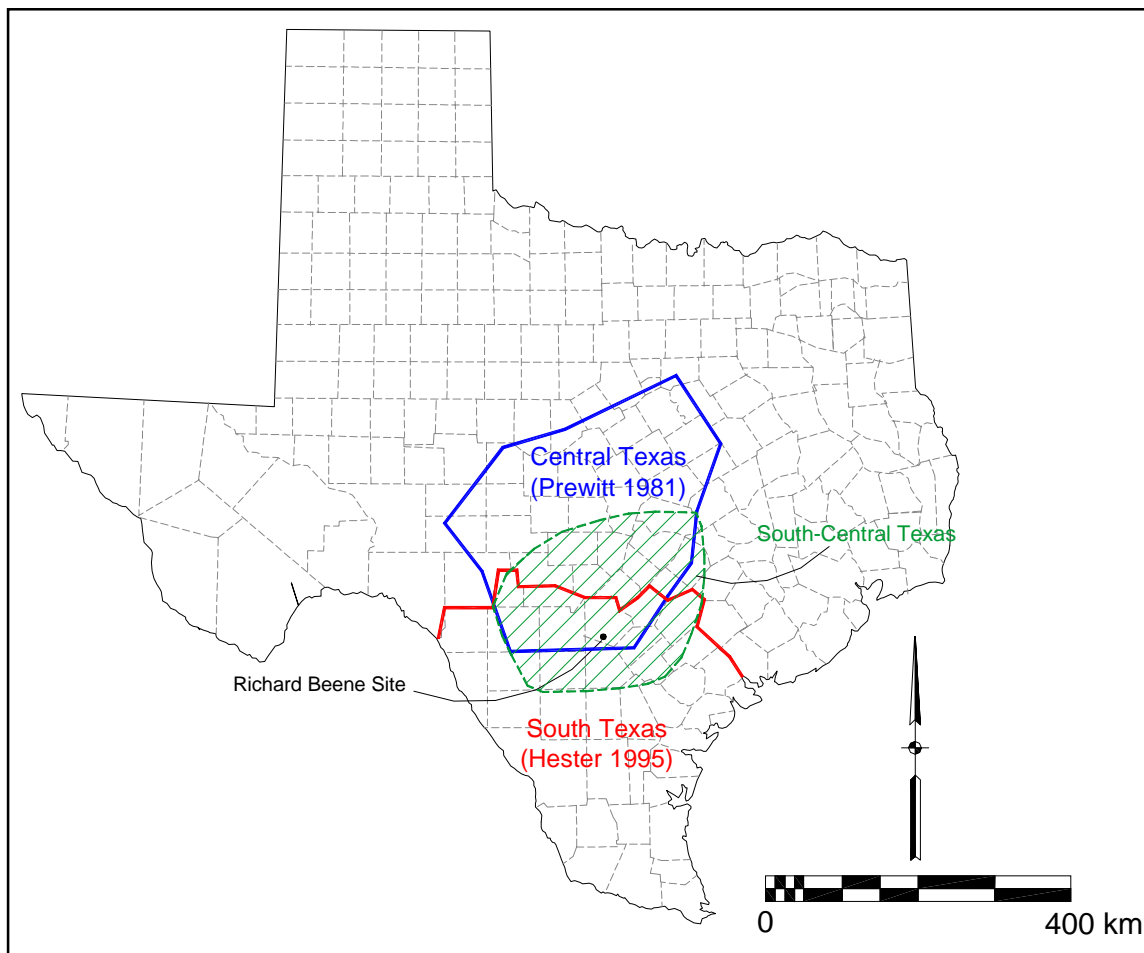 Central Texas
(Prewitt 1981)
South-Central Texas
Richard Beene Site
South Texas
(Hester 1995)
0
400 km